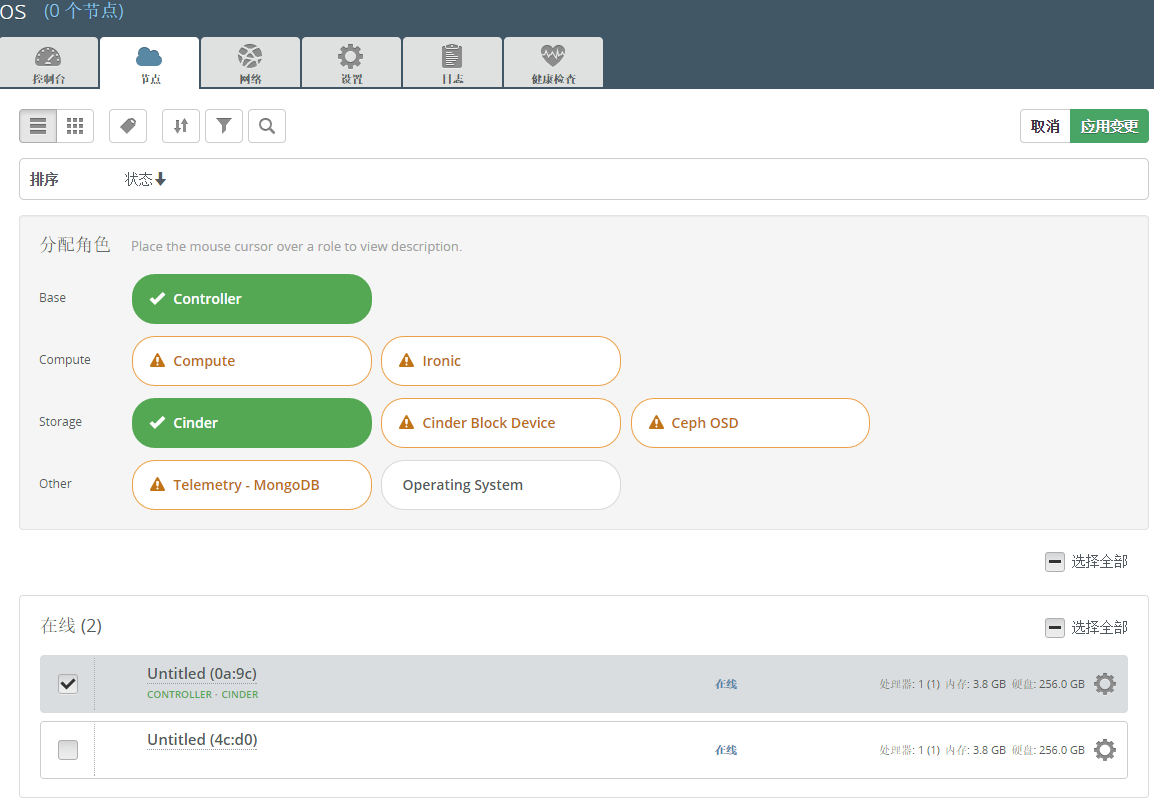 OS (0 个节点)
控制台 节点 网络 设置 日志 健康检查
取消 应用变更
排序 状态
分配角色 Place the mouse cursor over a role to view description.
Base Controller
Compute Compute Ironic
Storage Cinder Cinder Block Device Ceph OSD
Other Telemetry - MongoDB Operating System
选择全部
在线 (2) 选择全部
Untitled (0a:9c)
CONTROLLER · CINDER
在线 处理器: 1 (1) 内存: 3.8 GB 硬盘: 256.0 GB
Untitled (4c:d0)
在线 处理器: 1 (1) 内存: 3.8 GB 硬盘: 256.0 GB